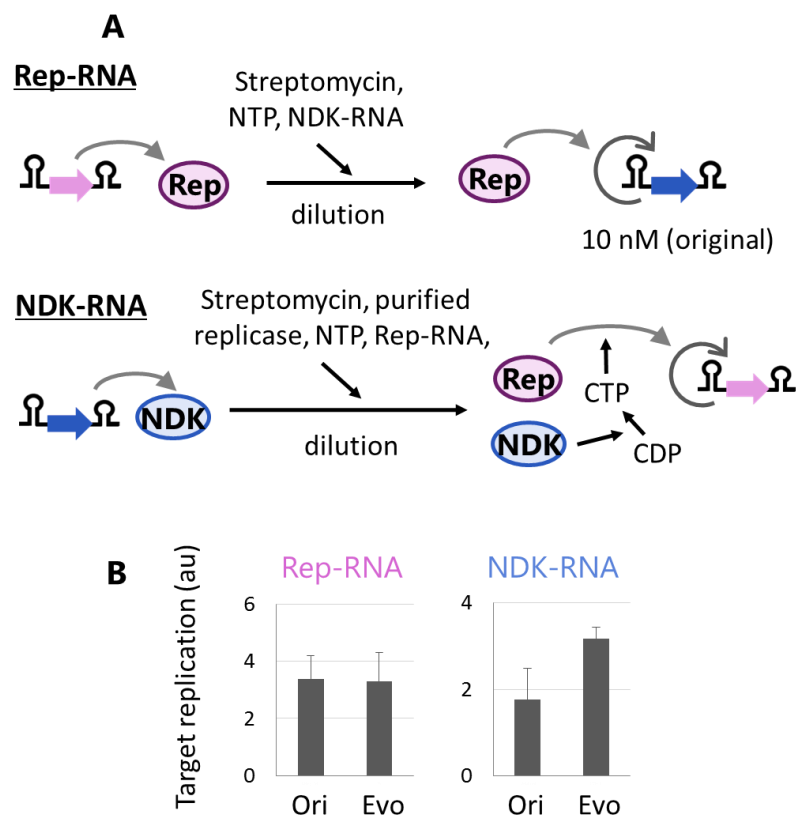 A
Rep-RNA
Streptomycin,
NTP, NDK-RNA
Rep
dilution
Rep
10 nM (original)
NDK-RNA
Streptomycin, purified
replicase, NTP, Rep-RNA,
NDK
dilution
Rep
NDK
CTP
CDP
B
Target replication (au)
Rep-RNA
6
4
2
0
Ori Evo
NDK-RNA
4
2
0
Ori Evo